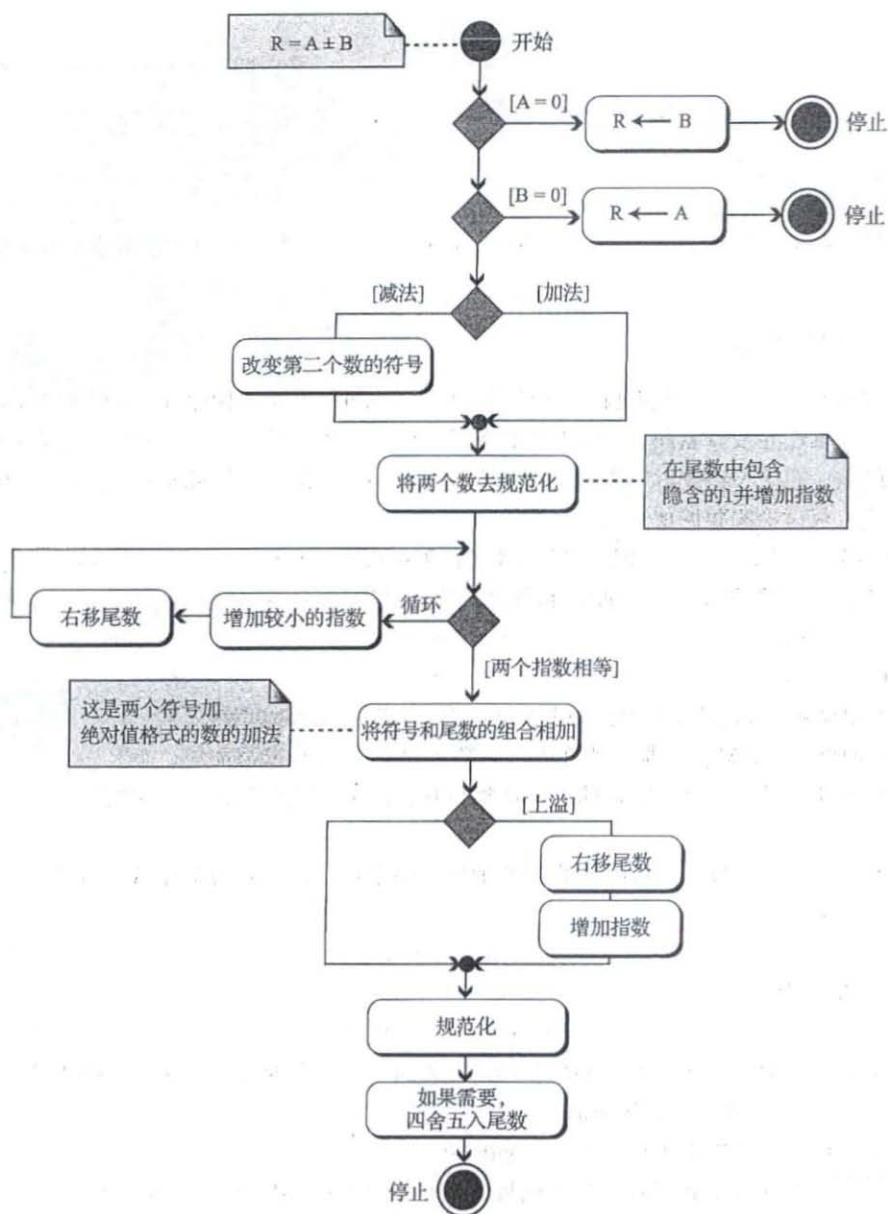 R = A ± B
开始
[A = 0]
R ← B
停止
[B = 0]
R ← A
停止
[减法]
[加法]
改变第二个数的符号
将两个数去规范化
在尾数中包含
隐含的1并增加指数
右移尾数
增加较小的指数
循环
[两个指数相等]
这是两个符号加
绝对值格式的数的加法
将符号和尾数的组合相加
[上溢]
右移尾数
增加指数
规范化
如果需要，
四舍五入尾数
停止